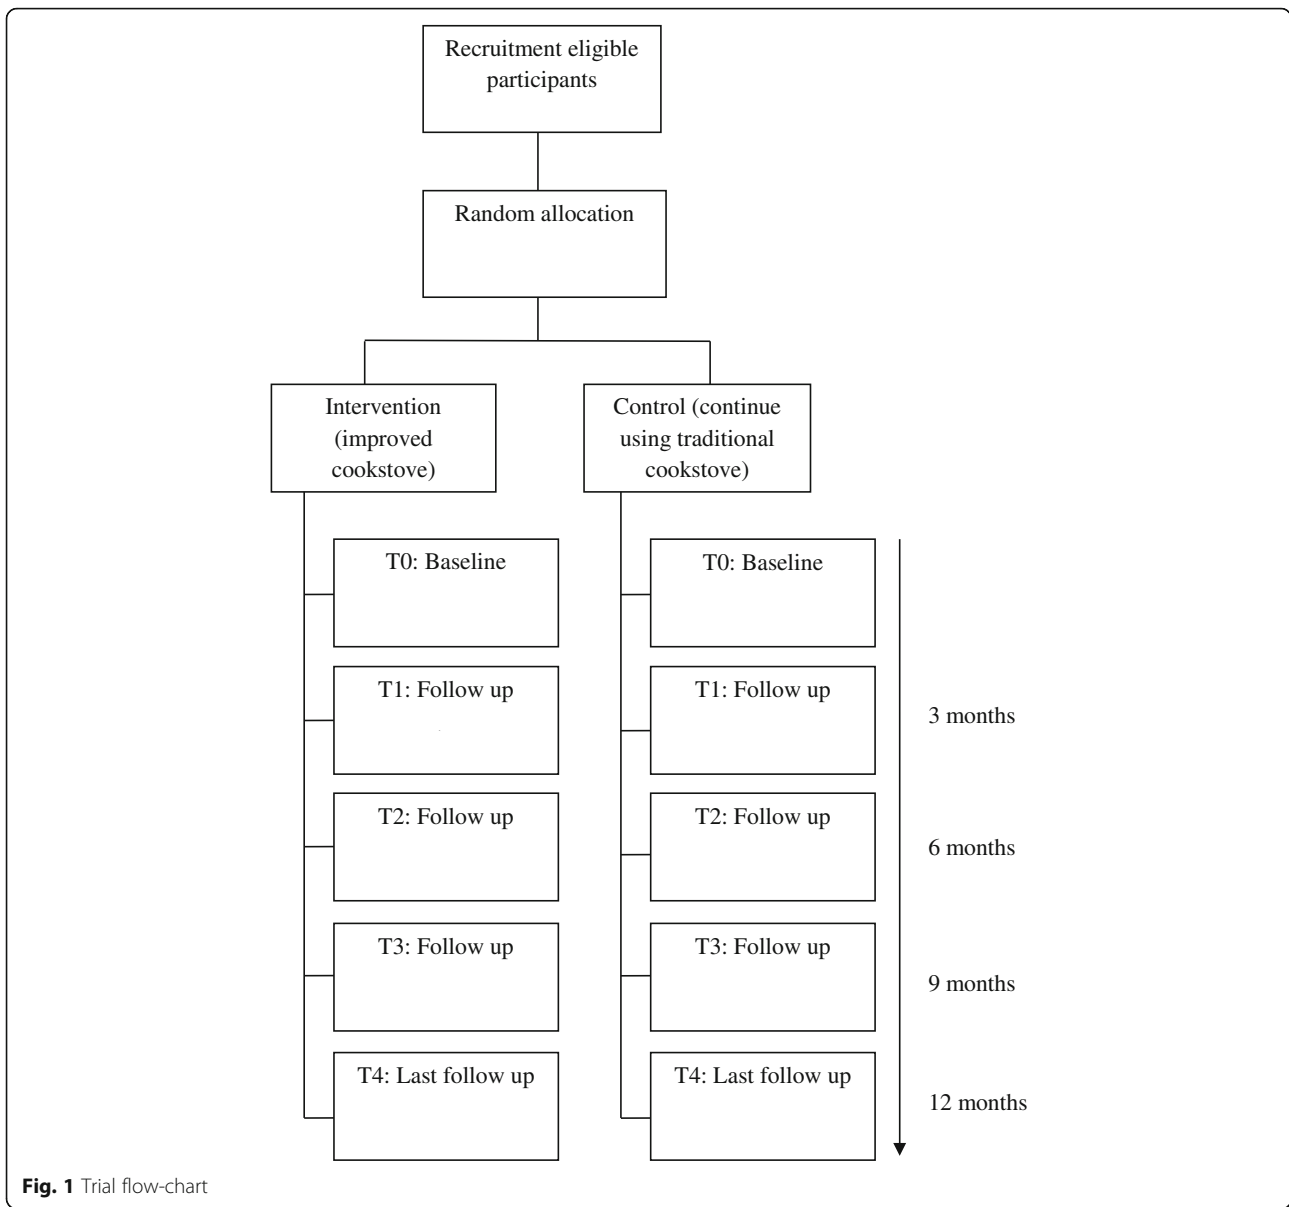 Recruitment eligible
participants
Random allocation
Intervention
(improved
cookstove)
Control (continue
using traditional
cookstove)
T0: Baseline
T0: Baseline
T1: Follow up
T1: Follow up
3 months
T2: Follow up
T2: Follow up
6 months
T3: Follow up
T3: Follow up
9 months
T4: Last follow up
T4: Last follow up
12 months
Fig. 1 Trial flow-chart